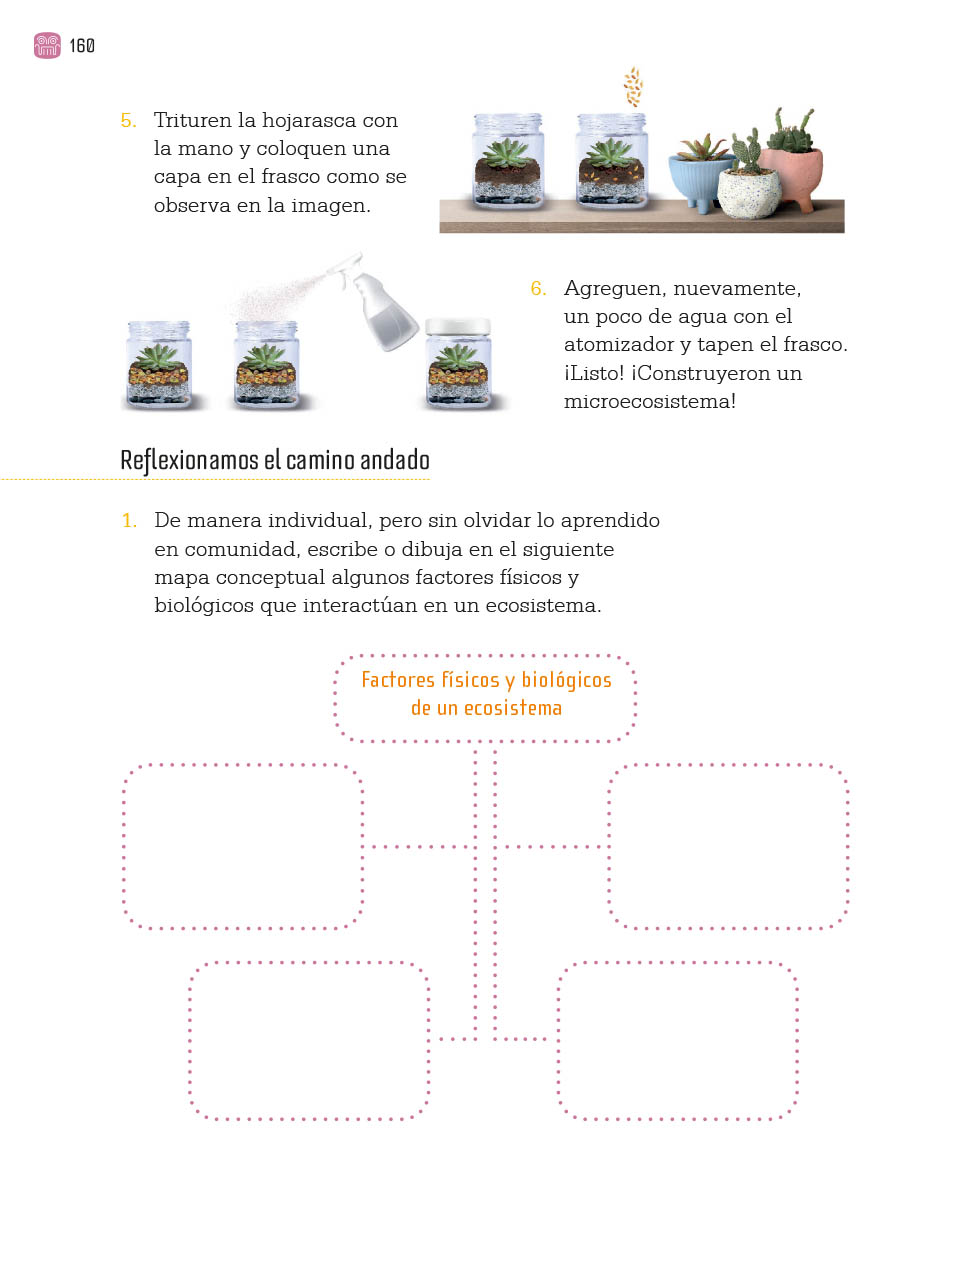 160
5. Trituren la hojarasca con
la mano y coloquen una
capa en el frasco como se
observa en la imagen.
6. Agreguen, nuevamente,
un poco de agua con el
atomizador y tapen el frasco.
¡Listo! ¡Construyeron un
microecosistema!
Reflexionamos el camino andado
1. De manera individual, pero sin olvidar lo aprendido
en comunidad, escribe o dibuja en el siguiente
mapa conceptual algunos factores físicos y
biológicos que interactúan en un ecosistema.
Factores físicos y biológicos
de un ecosistema